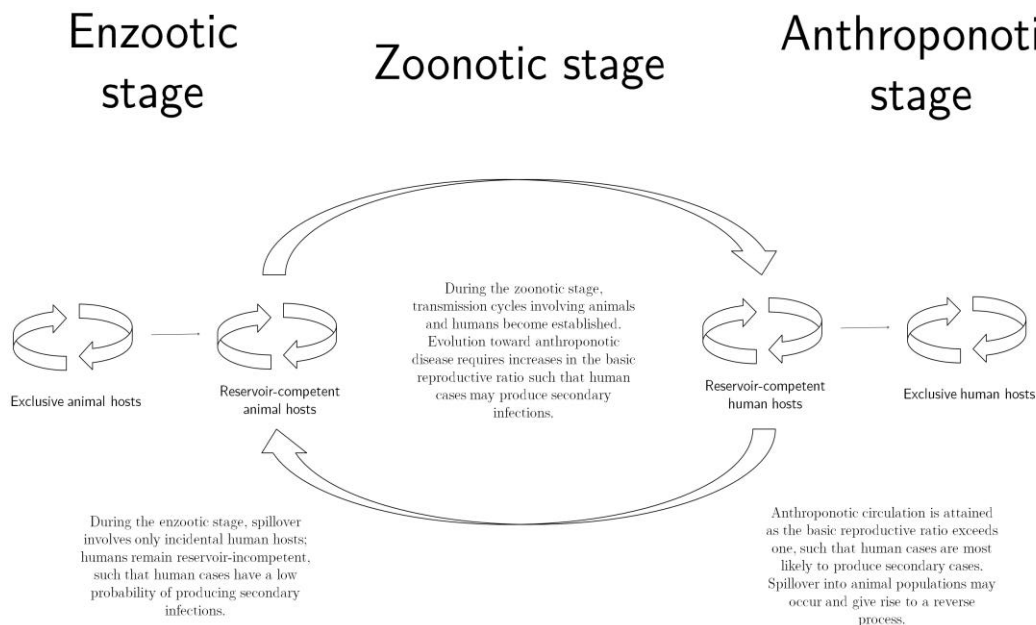 Enzootic
stage
Zoonotic stage
Anthroponoti
stage
During the zoonotic stage,
transmission cycles involving animals
and humans become established.
Evolution toward anthroponotic
disease requires increases in the basic
reproductive ratio such that human
cases may produce secondary
infections.
Exclusive animal hosts
Reservoir-competent
animal hosts
Reservoir-competent
human hosts
Exclusive human hosts
During the enzootic stage, spillover
involves only incidental human hosts;
humans remain reservoir-incompetent,
such that human cases have a low
probability of producing secondary
infections.
Anthroponotic circulation is attained
as the basic reproductive ratio exceeds
one, such that human cases are most
likely to produce secondary cases.
Spillover into animal populations may
occur and give rise to a reverse
process.